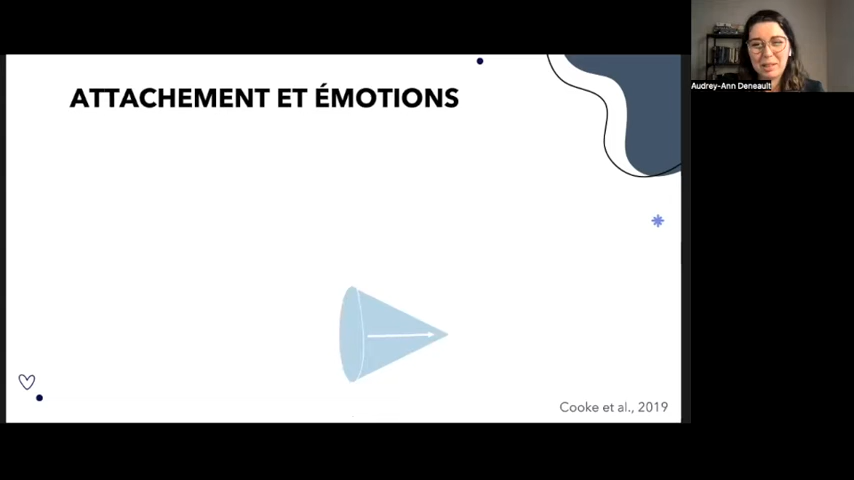 ATTACHEMENT ET ÉMOTIONS
Audrey-Ann Deneault
Cooke et al., 2019